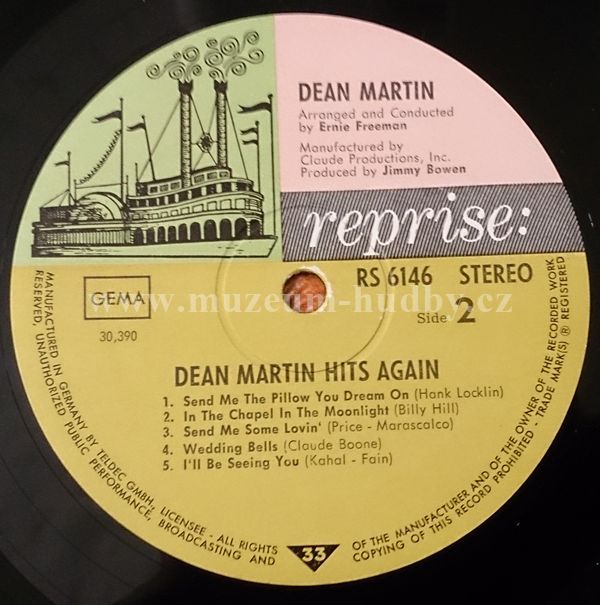 DEAN MARTIN
Arranged and Conducted
by Ernie Freeman
Manufactured by
Claude Productions, Inc.
Produced by Jimmy Bowen
reprise:
GEMA
30,390
RS 6146 STEREO
Side 2
www.muzeum-hudby.cz
DEAN MARTIN HITS AGAIN
1. Send Me The Pillow You Dream On (Hank Locklin)
2. In The Chapel In The Moonlight (Billy Hill)
3. Send Me Some Lovin' (Price - Marascalco)
4. Wedding Bells (Claude Boone)
5. I'll Be Seeing You (Kahal - Fain)
33
MANUFACTURED IN GERMANY BY TELDEC GMBH., LICENSEE - ALL RIGHTS OF THE MANUFACTURER AND OF THE OWNER OF THE RECORDED WORK
RESERVED, UNAUTHORIZED PUBLIC PERFORMANCE, BROADCASTING AND COPYING OF THIS RECORD PROHIBITED - TRADE MARK(S) ® REGISTERED